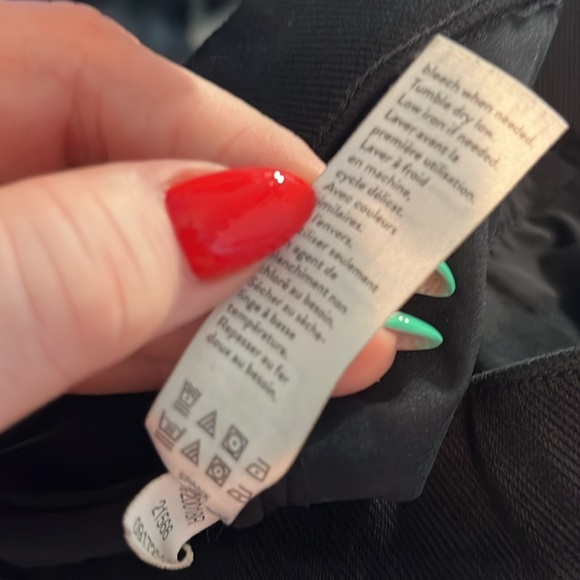 bleach when needed.
Tumble dry low.
Low iron if needed.
Laver avant la
première utilisation.
Laver à froid
en machine,
cycle délicat.
Avec couleurs
similaires.
l'envers.
seulement
agent de
blanchiment non
chloré au besoin.
Sécher au sèche-
linge à basse
température.
Repasser au fer
doux au besoin.
21566